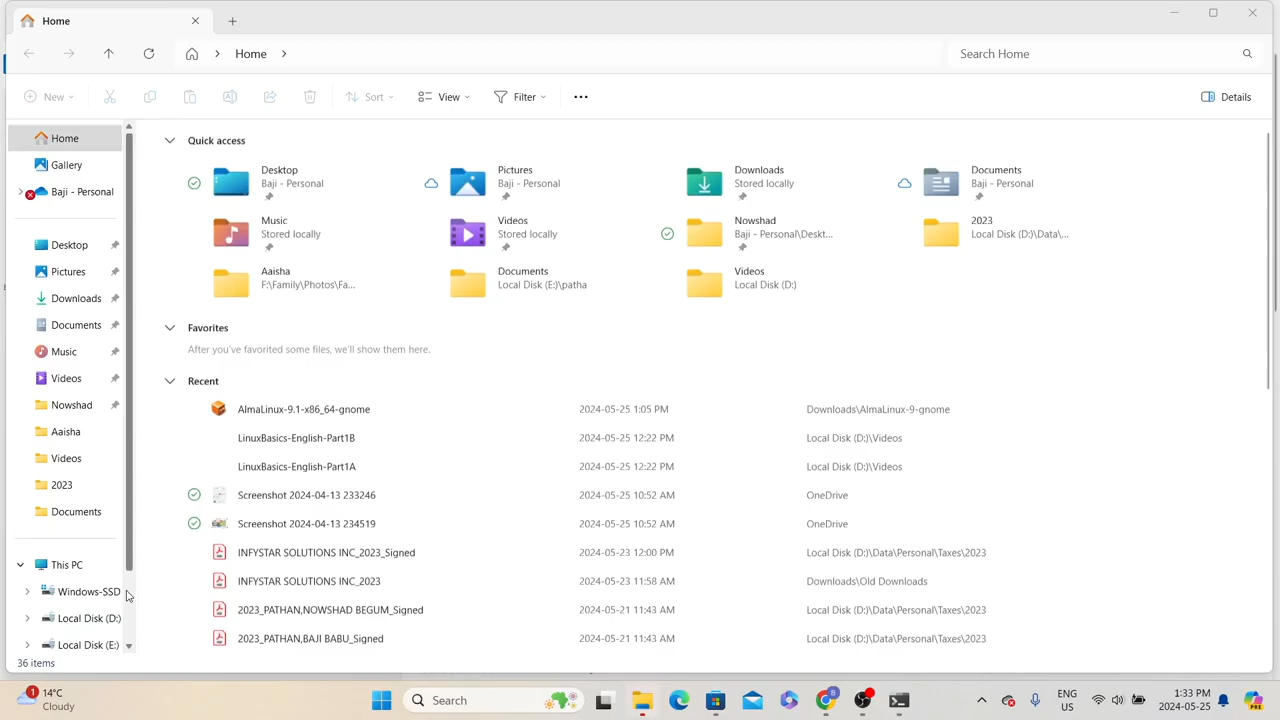 Home
Home
Search Home
New
Sort
View
Filter
Details
Home
Gallery
Baji - Personal
Desktop
Pictures
Downloads
Documents
Music
Videos
Nowshad
Aaisha
Videos
2023
Documents
This PC
Windows-SSD
Local Disk (D:)
Local Disk (E:)
Quick access
Desktop
Baji - Personal
Pictures
Baji - Personal
Downloads
Stored locally
Documents
Baji - Personal
Music
Stored locally
Videos
Stored locally
Nowshad
Baji - Personal\Deskt...
2023
Local Disk (D:)\Data\...
Aaisha
F:\Family\Photos\Fa...
Documents
Local Disk (E:)\patha
Videos
Local Disk (D:)
Favorites
After you've favorited some files, we'll show them here.
Recent
AlmaLinux-9.1-x86_64-gnome 2024-05-25 1:05 PM Downloads\AlmaLinux-9-gnome
LinuxBasics-English-Part1B 2024-05-25 12:22 PM Local Disk (D:)\Videos
LinuxBasics-English-Part1A 2024-05-25 12:22 PM Local Disk (D:)\Videos
Screenshot 2024-04-13 233246 2024-05-25 10:52 AM OneDrive
Screenshot 2024-04-13 234519 2024-05-25 10:52 AM OneDrive
INFYSTAR SOLUTIONS INC_2023_Signed 2024-05-23 12:00 PM Local Disk (D:)\Data\Personal\Taxes\2023
INFYSTAR SOLUTIONS INC_2023 2024-05-23 11:58 AM Downloads\Old Downloads
2023_PATHAN,NOWSHAD BEGUM_Signed 2024-05-21 11:43 AM Local Disk (D:)\Data\Personal\Taxes\2023
2023_PATHAN,BAJI BABU_Signed 2024-05-21 11:43 AM Local Disk (D:)\Data\Personal\Taxes\2023
36 items
1
14°C
Cloudy
Search
8
ENG
US
1:33 PM
2024-05-25
PRE